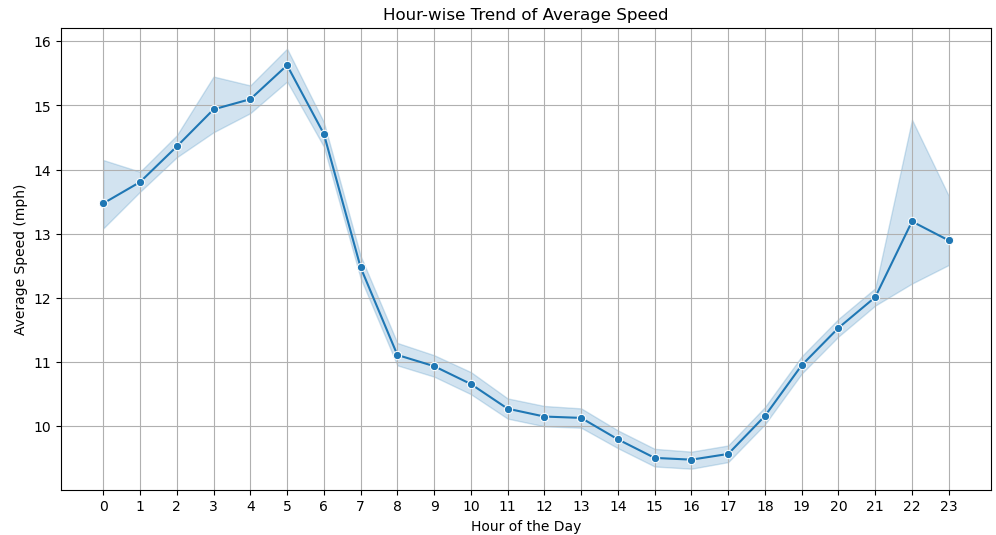 Hour-wise Trend of Average Speed
Average Speed (mph)
16
15
14
13
12
11
10
0 1 2 3 4 5 6 7 8 9 10 11 12 13 14 15 16 17 18 19 20 21 22 23
Hour of the Day